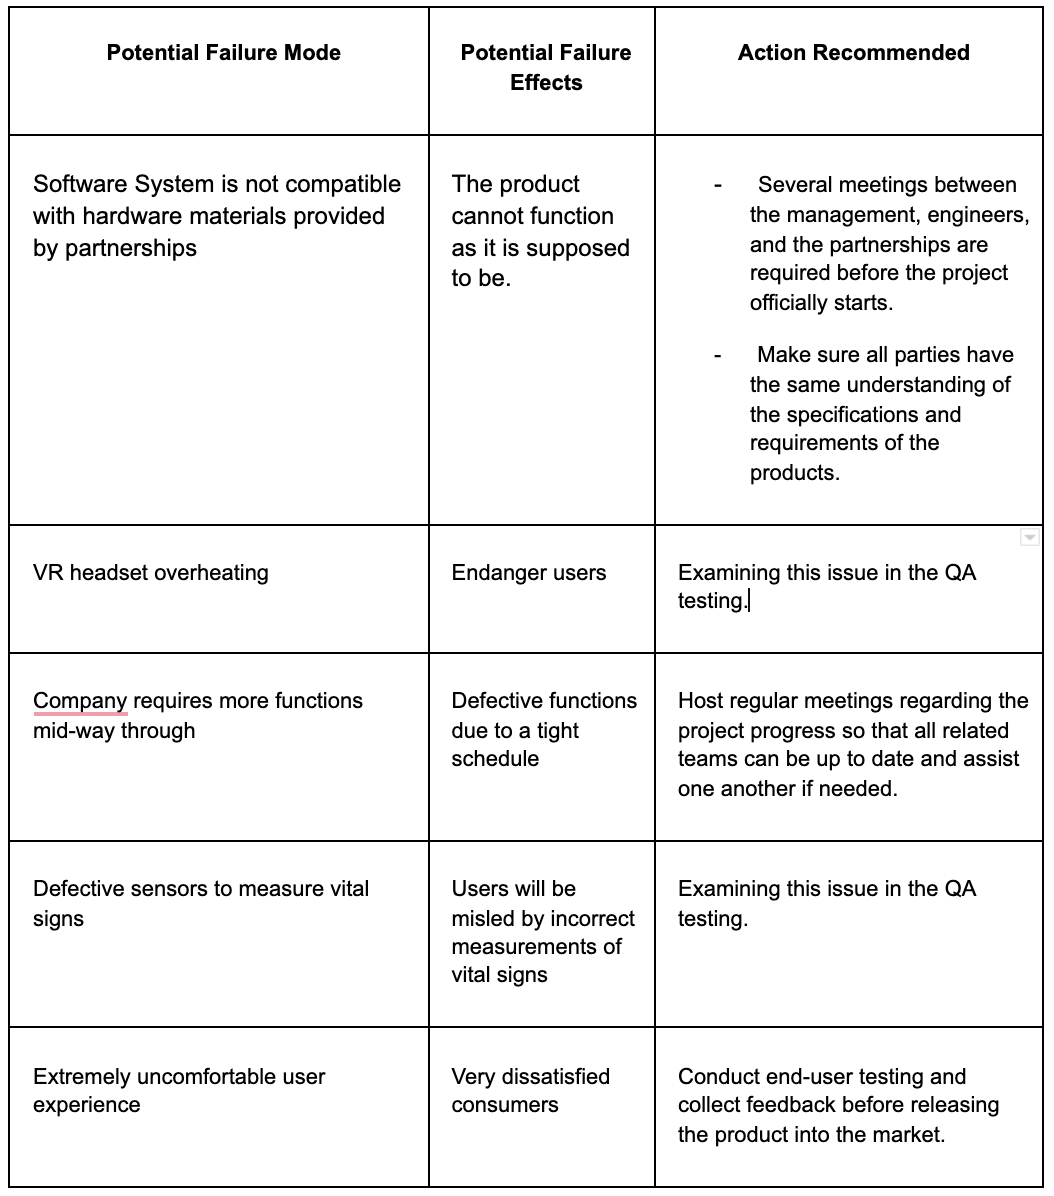 Potential Failure Mode
Potential Failure
Effects
Action Recommended
Software System is not compatible
with hardware materials provided
by partnerships
The product
cannot function
as it is supposed
to be.
- Several meetings between
the management, engineers,
and the partnerships are
required before the project
officially starts.
- Make sure all parties have
the same understanding of
the specifications and
requirements of the
products.
VR headset overheating
Endanger users
Examining this issue in the QA
testing.
Company requires more functions
mid-way through
Defective functions
due to a tight
schedule
Host regular meetings regarding the
project progress so that all related
teams can be up to date and assist
one another if needed.
Defective sensors to measure vital
signs
Users will be
misled by incorrect
measurements of
vital signs
Examining this issue in the QA
testing.
Extremely uncomfortable user
experience
Very dissatisfied
consumers
Conduct end-user testing and
collect feedback before releasing
the product into the market.